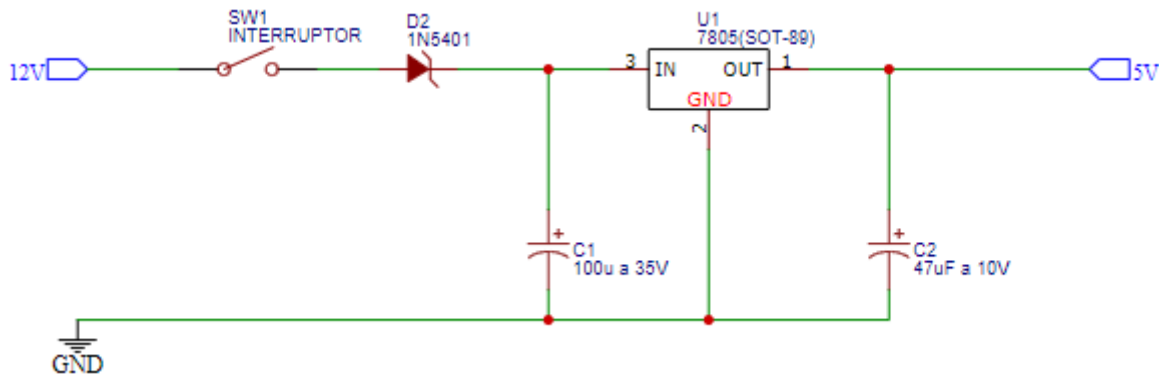 SW1
INTERRUPTOR
D2
1N5401
U1
7805(SOT-89)
12V
3
IN
OUT
1
5V
GND
2
C1
100u a 35V
C2
47uF a 10V
GND